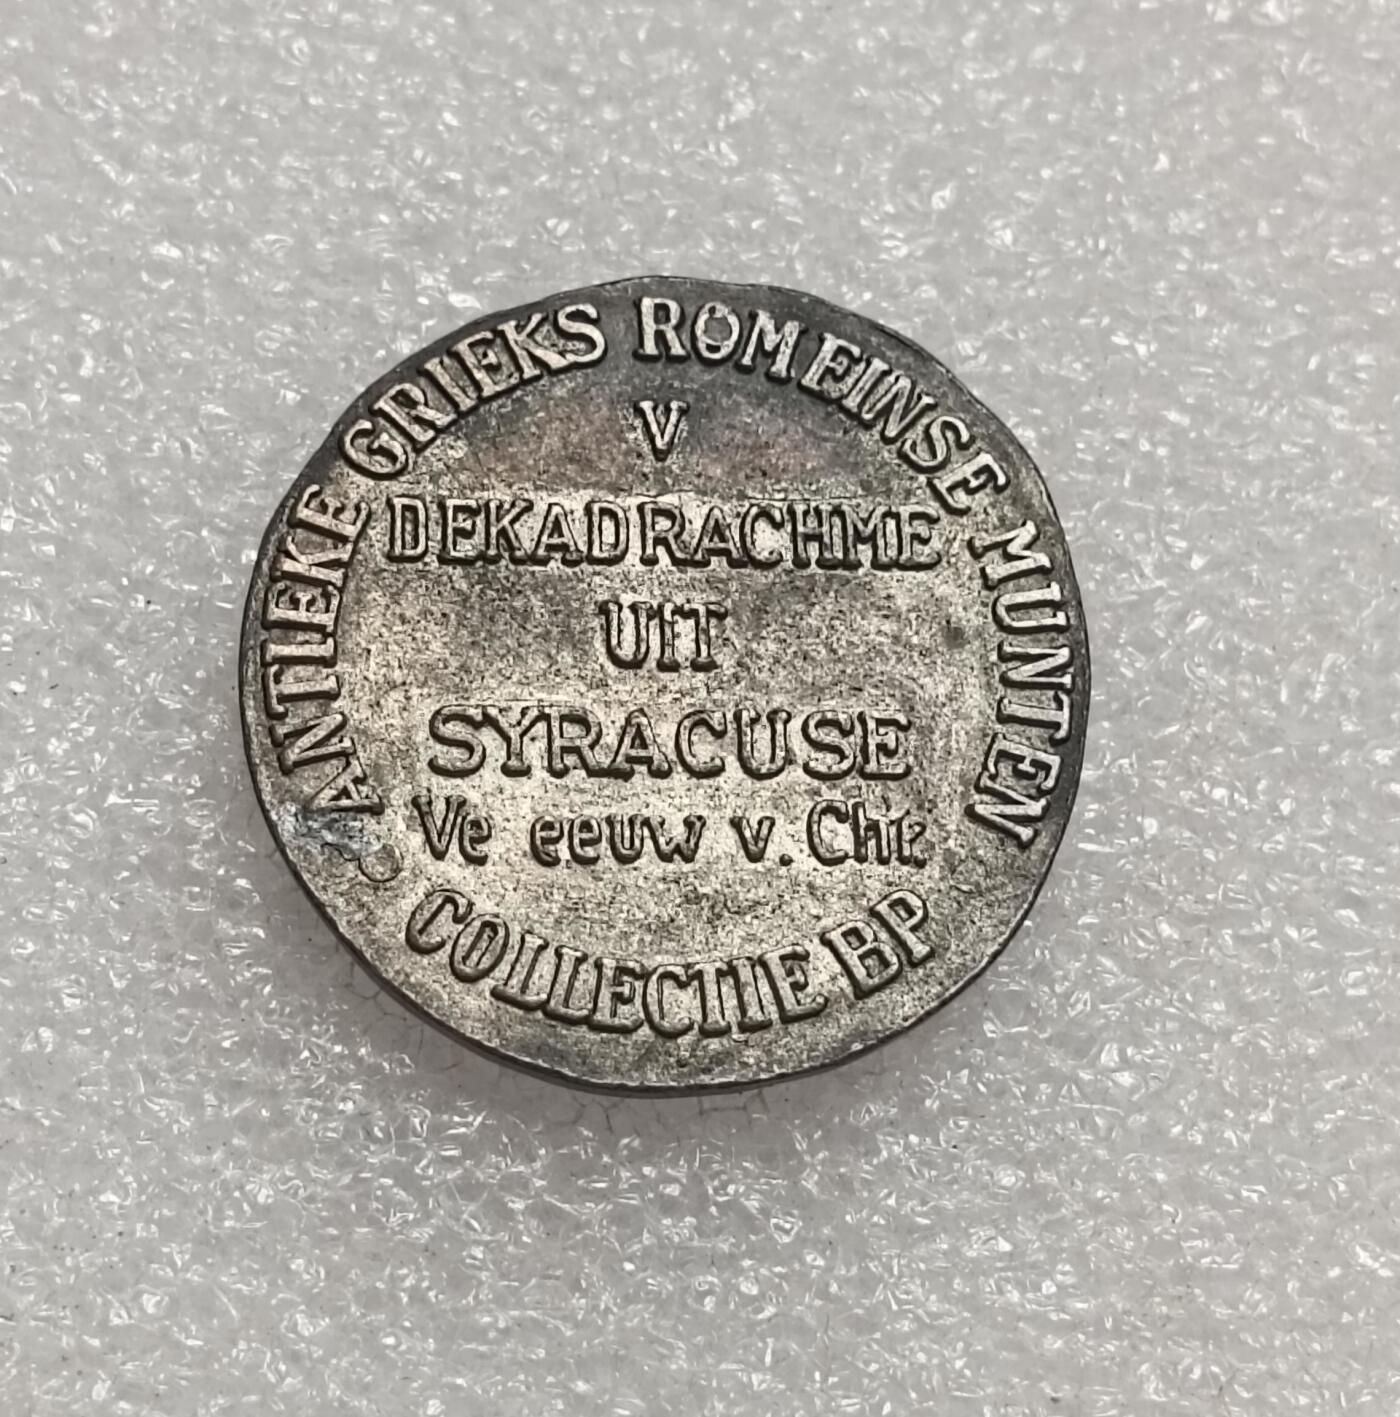 ANTIEKE GRIEKS ROMEINSE MUNTEN
V
DEKADRACHME
UIT
SYRACUSE
Ve eeuw v. Chr.
COLLECTIE BP